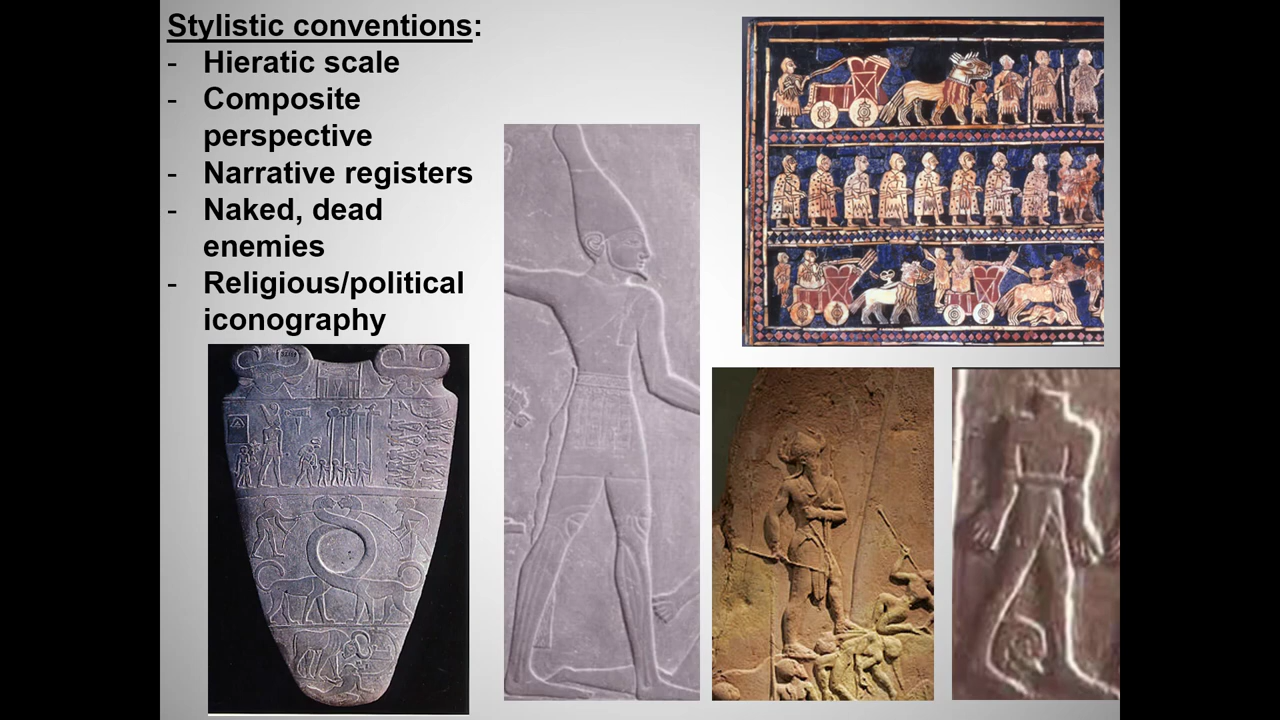 Stylistic conventions:
- Hieratic scale
- Composite
perspective
- Narrative registers
- Naked, dead
enemies
- Religious/political
iconography